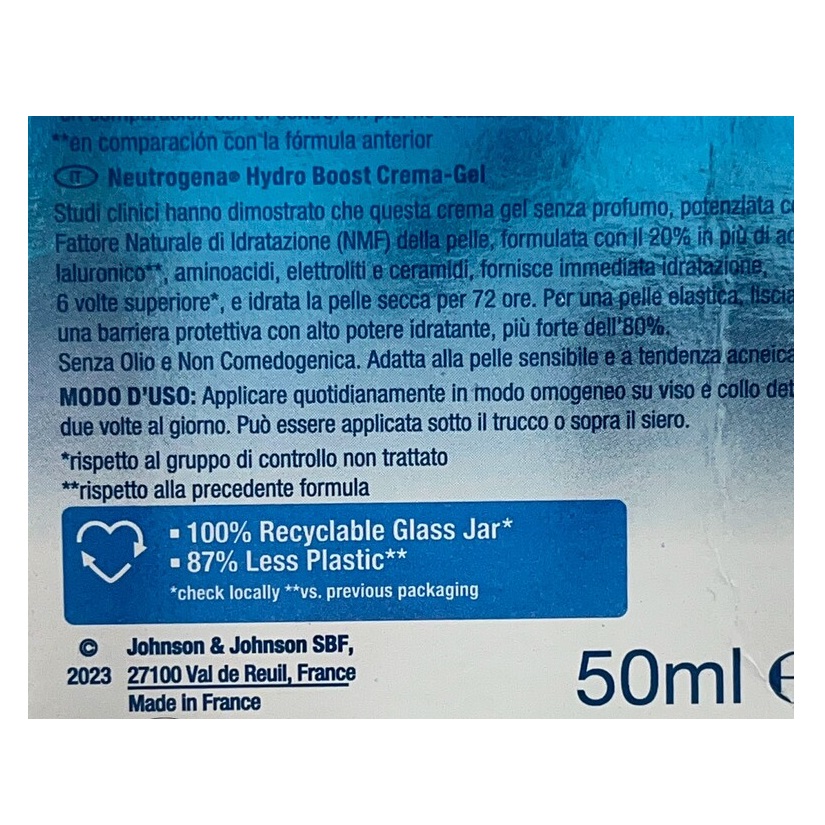 **en comparación con la fórmula anterior
IT Neutrogena® Hydro Boost Crema-Gel
Studi clinici hanno dimostrato che questa crema gel senza profumo, potenziata
Fattore Naturale di Idratazione (NMF) della pelle, formulata con il 20% in più di
Ialuronico**, aminoacidi, elettroliti e ceramidi, fornisce immediata idratazione,
6 volte superiore*, e idrata la pelle secca per 72 ore. Per una pelle elastica, liscia
una barriera protettiva con alto potere idratante, più forte dell'80%.
Senza Olio e Non Comedogenica. Adatta alla pelle sensibile e a tendenza acneica
MODO D'USO: Applicare quotidianamente in modo omogeneo su viso e collo
due volte al giorno. Può essere applicata sotto il trucco o sopra il siero.
*rispetto al gruppo di controllo non trattato
**rispetto alla precedente formula
▪ 100% Recyclable Glass Jar*
▪ 87% Less Plastic**
*check locally **vs. previous packaging
© Johnson & Johnson SBF,
2023 27100 Val de Reuil, France
Made in France
50ml